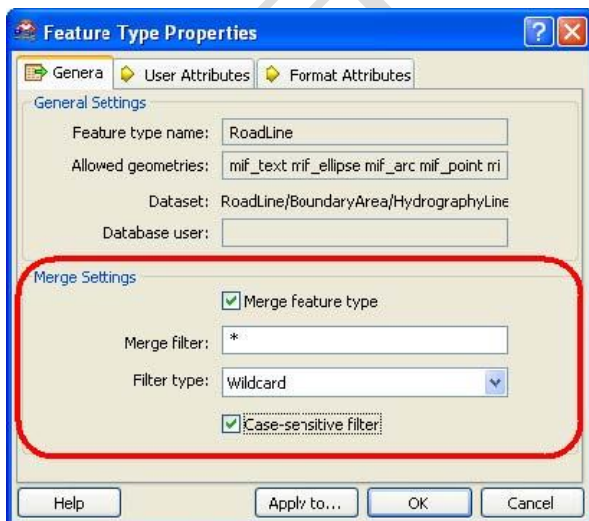 Feature Type Properties
General User Attributes Format Attributes
General Settings
Feature type name: RoadLine
Allowed geometries: mif_text mif_ellipse mif_arc mif_point mi
Dataset: RoadLine/BoundaryArea/HydrographyLine
Database user:
Merge Settings
Merge feature type
Merge filter: *
Filter type: Wildcard
Case-sensitive filter
Help Apply to... OK Cancel